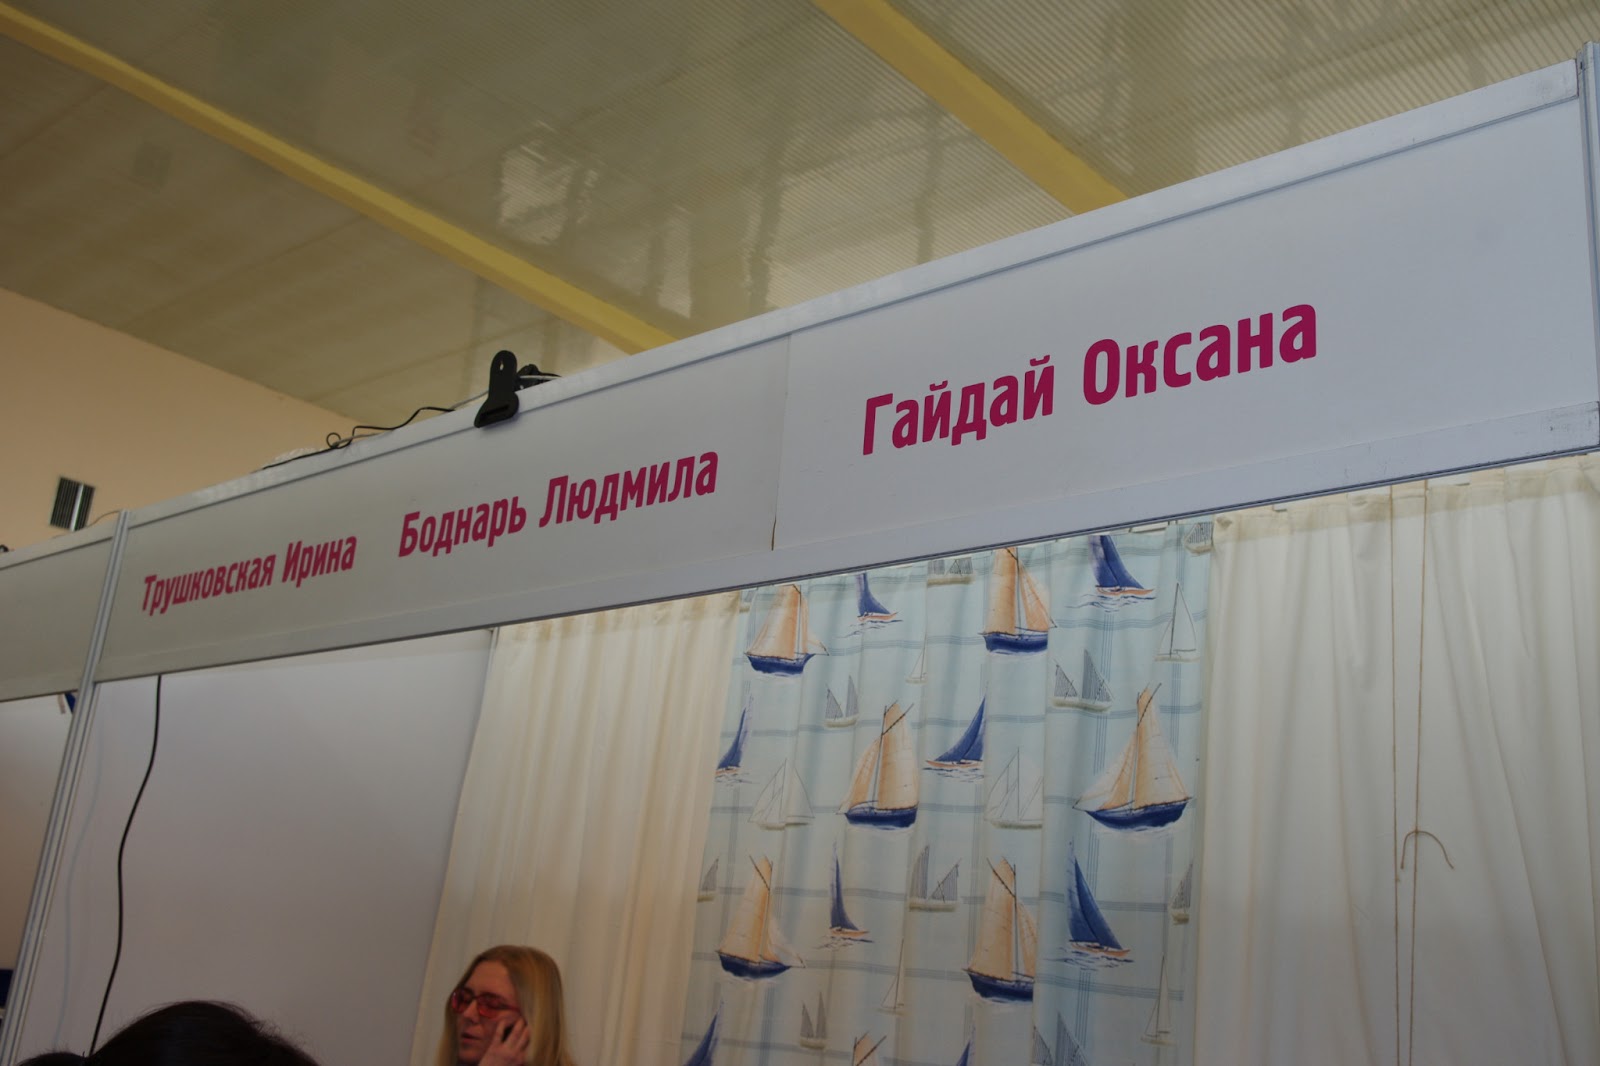 Трушковская Ирина
Боднарь Людмила
Гайдай Оксана